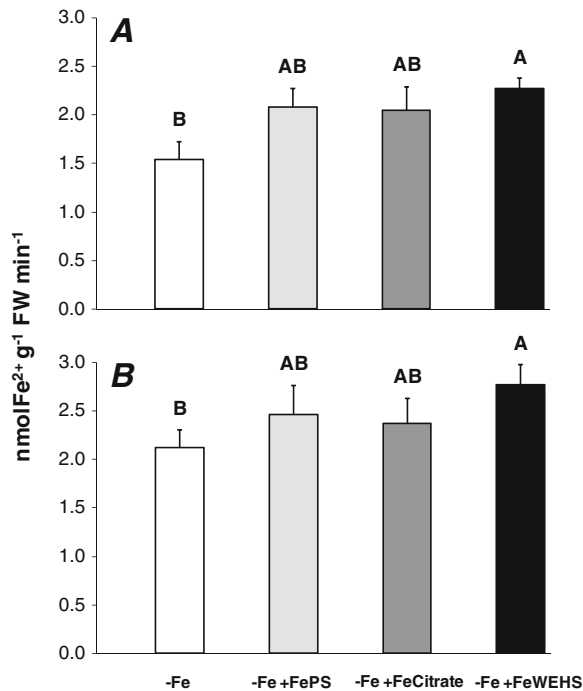 A
3.0
2.5
2.0
1.5
1.0
0.5
0.0
B
AB
AB
A
nmolFe²⁺ g⁻¹ FW min⁻¹
B
3.0
2.5
2.0
1.5
1.0
0.5
0.0
B
AB
AB
A
-Fe -Fe +FePS -Fe +FeCitrate -Fe +FeWEHS